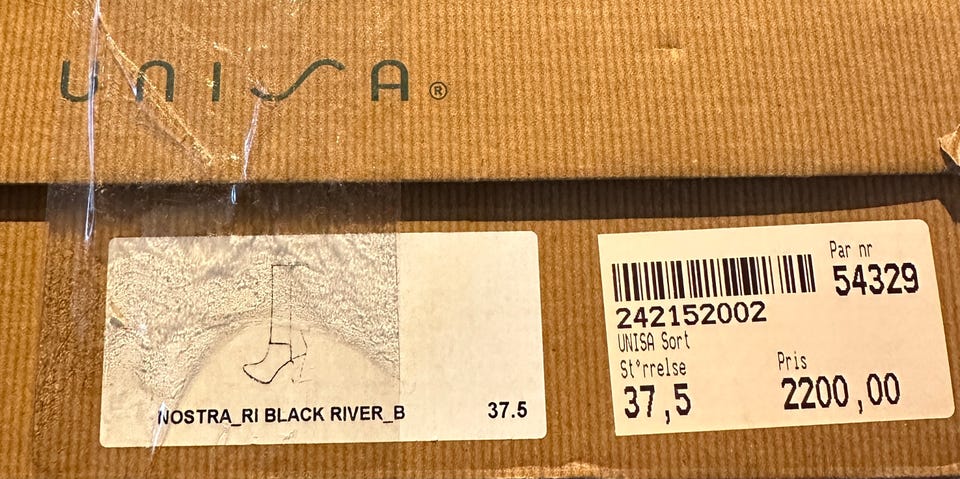 UNISA®
NOSTRA_RI BLACK RIVER_B 37.5
Par nr
54329
242152002
UNISA Sort
St°rrelse
37,5
Pris
2200,00